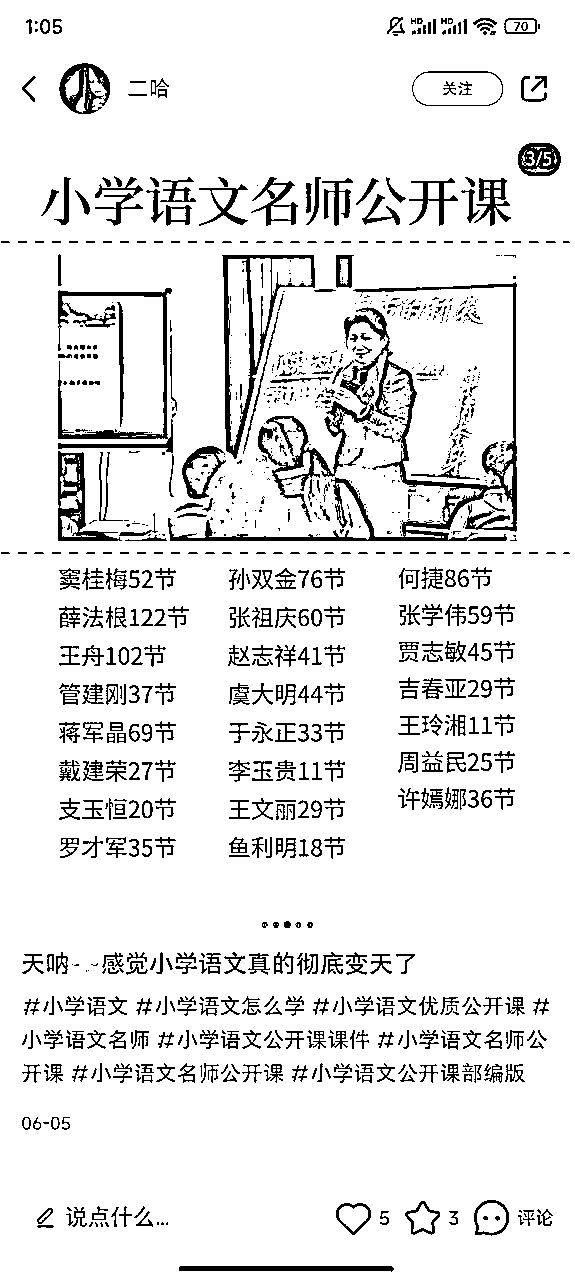 1:05
70
二哈
关注
3/5
小学语文名师公开课
窦桂梅52节
薛法根122节
王舟102节
管建刚37节
蒋军晶69节
戴建荣27节
支玉恒20节
罗才军35节
孙双金76节
张祖庆60节
赵志祥41节
虞大明44节
于永正33节
李玉贵11节
王文丽29节
鱼利明18节
何捷86节
张学伟59节
贾志敏45节
吉春亚29节
王玲湘11节
周益民25节
许嫣娜36节
天呐 感觉小学语文真的彻底变天了
#小学语文 #小学语文怎么学 #小学语文优质公开课 #
小学语文名师 #小学语文公开课课件 #小学语文名师公
开课 #小学语文名师公开课 #小学语文公开课部编版
06-05
说点什么...
5
3
评论